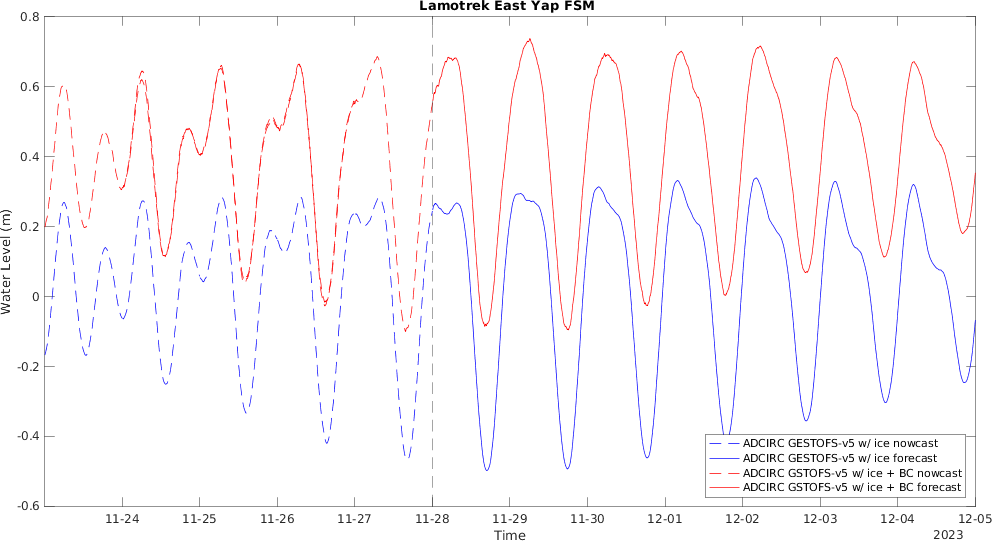 Lamotrek East Yap FSM
0.8
0.6
0.4
0.2
0
-0.2
-0.4
-0.6
Water Level (m)
ADCIRC GESTOFS-v5 w/ ice nowcast
ADCIRC GESTOFS-v5 w/ ice forecast
ADCIRC GSTOFS-v5 w/ ice + BC nowcast
ADCIRC GSTOFS-v5 w/ ice + BC forecast
11-24 11-25 11-26 11-27 11-28 11-29 11-30 12-01 12-02 12-03 12-04 12-05
Time
2023